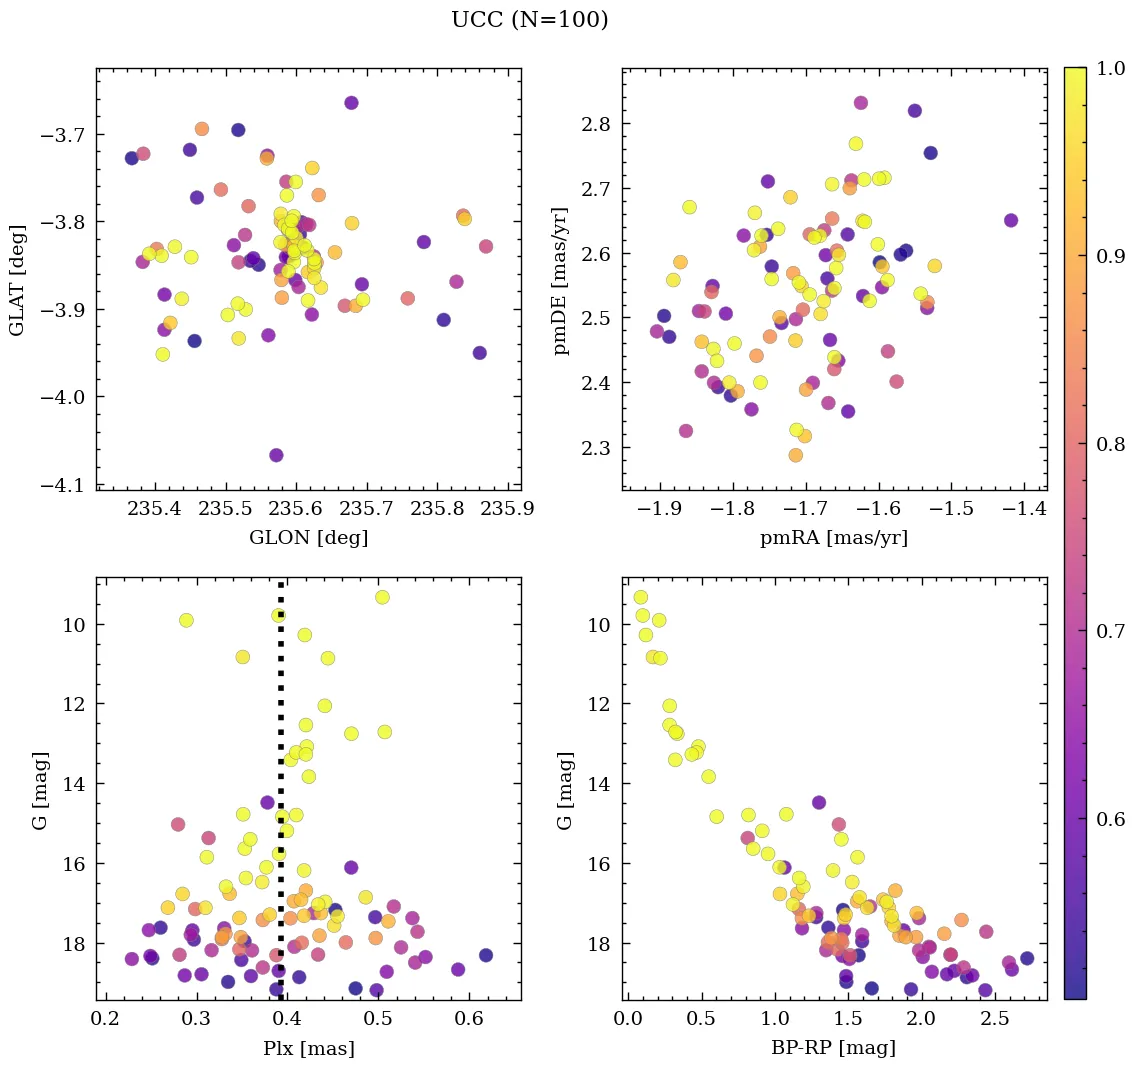 UCC (N=100)
−3.7
−3.8
−3.9
−4.0
−4.1
GLAT [deg]
235.4 235.5 235.6 235.7 235.8 235.9
GLON [deg]
2.8
2.7
2.6
2.5
2.4
2.3
pmDE [mas/yr]
−1.9 −1.8 −1.7 −1.6 −1.5 −1.4
pmRA [mas/yr]
1.0
0.9
0.8
0.7
0.6
10
12
14
16
18
G [mag]
0.2 0.3 0.4 0.5 0.6
Plx [mas]
10
12
14
16
18
G [mag]
0.0 0.5 1.0 1.5 2.0 2.5
BP-RP [mag]